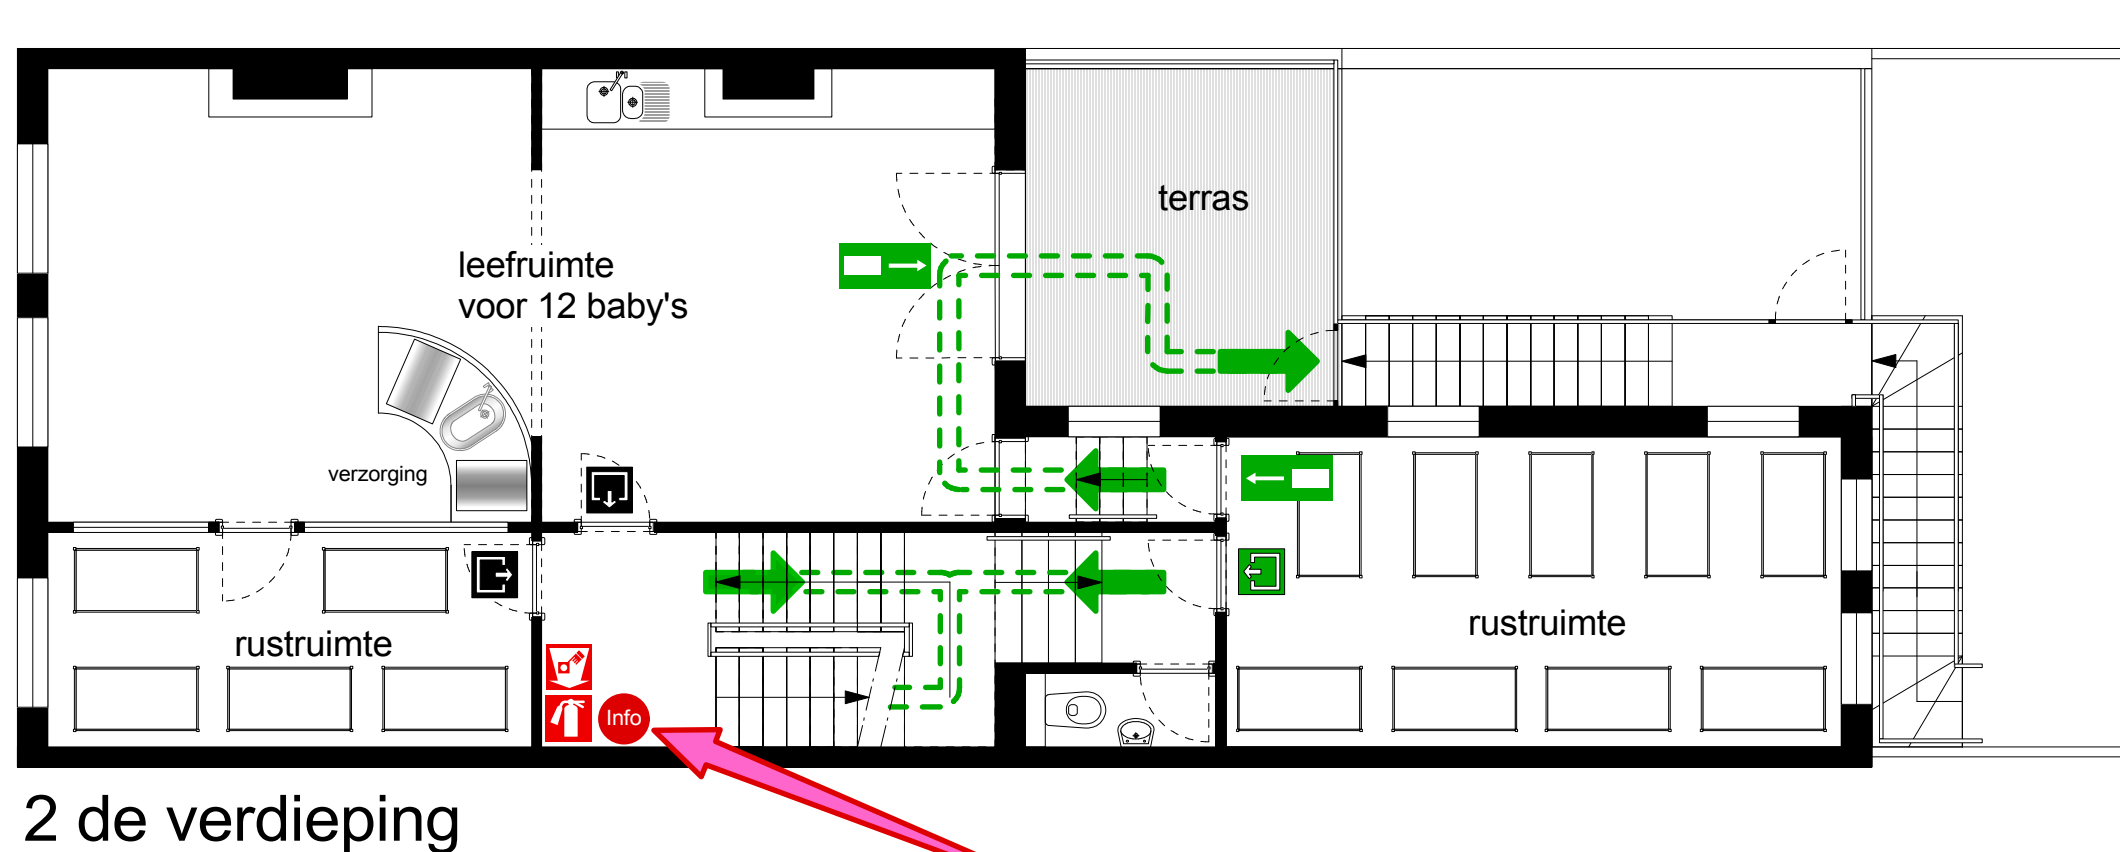 terras
leefruimte
voor 12 baby's
verzorging
rustruimte
rustruimte
Info
2 de verdieping